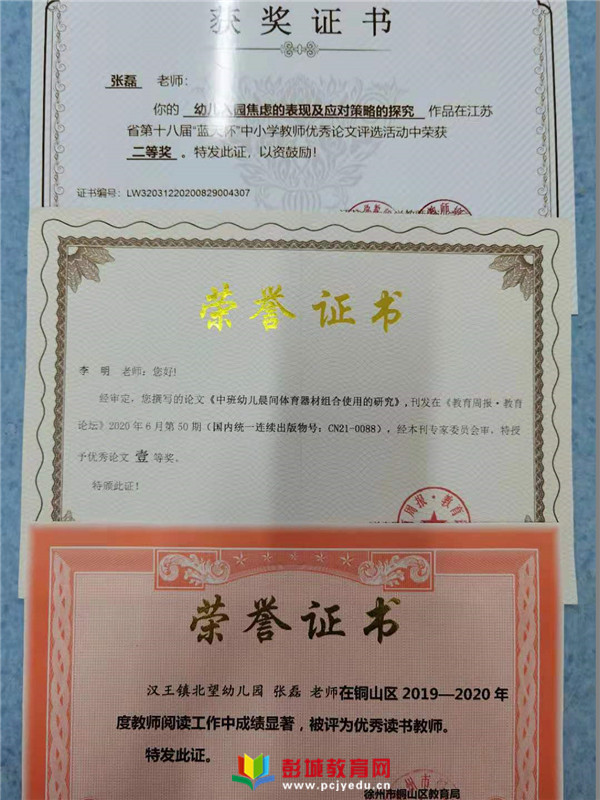 获奖证书
张磊 老师：
你的 幼儿入园焦虑的表现及应对策略的探究 作品在江苏
省第十八届“蓝天杯”中小学教师优秀论文评选活动中荣获
二等奖 。特发此证，以资鼓励！
证书编号：LW32031220200829004307
荣誉证书
李 明 老师：您好！
经审定，您撰写的论文《中班幼儿晨间体育器材组合使用的研究》，刊发在《教育周报·教育
论坛》2020年6月第50期（国内统一连续出版物号：CN21-0088），经本刊专家委员会审，特授
予优秀论文 壹 等奖。
特颁此证！
周报·教育
荣誉证书
汉王镇北望幼儿园 张磊 老师在铜山区 2019—2020 年
度教师阅读工作中成绩显著，被评为优秀读书教师。
特发此证。
徐州市铜山区教育局
彭城教育网
www.pcjyedu.cn